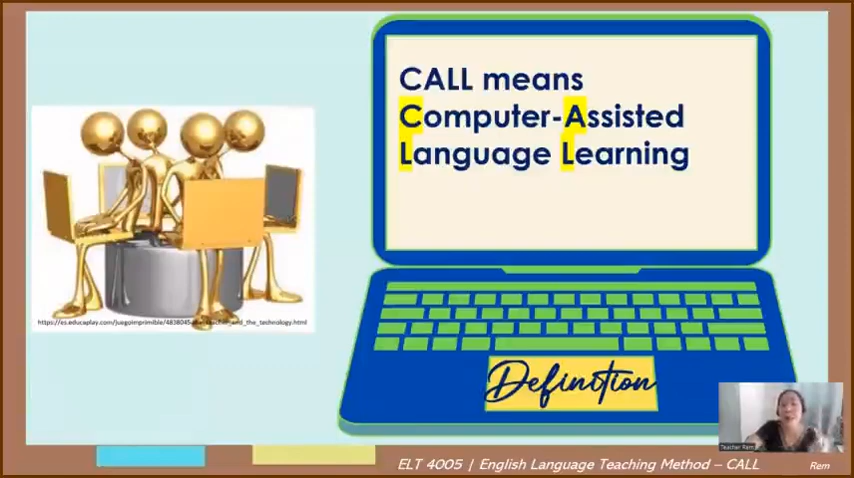 CALL means
Computer-Assisted
Language Learning
Definition
Teacher Rem
ELT 4005 | English Language Teaching Method – CALL
Rem